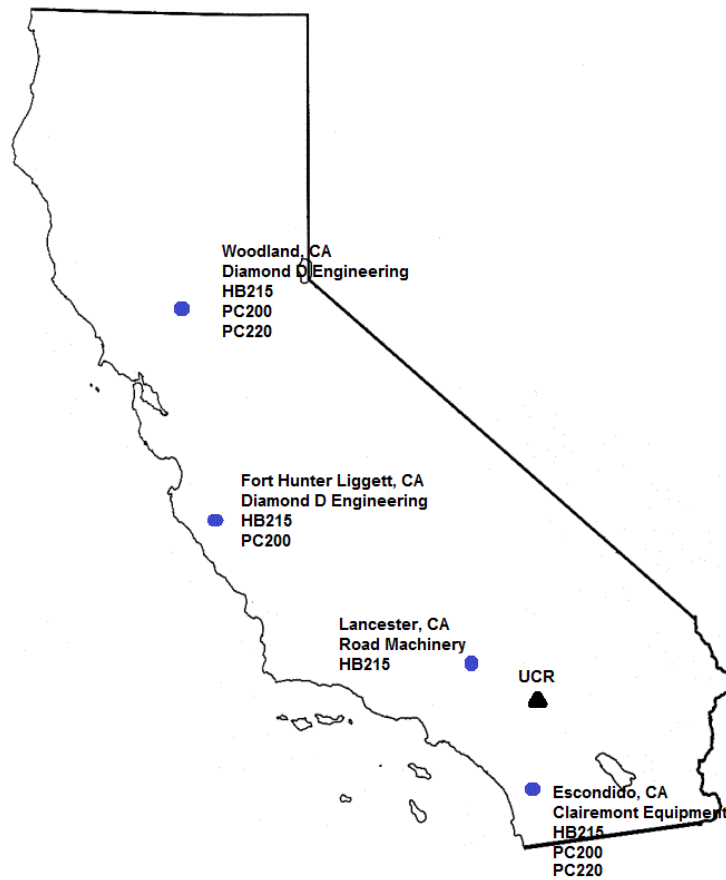 Woodland, CA
Diamond D Engineering
HB215
PC200
PC220
Fort Hunter Liggett, CA
Diamond D Engineering
HB215
PC200
Lancester, CA
Road Machinery
HB215
UCR
Escondido, CA
Clairemont Equipment
HB215
PC200
PC220